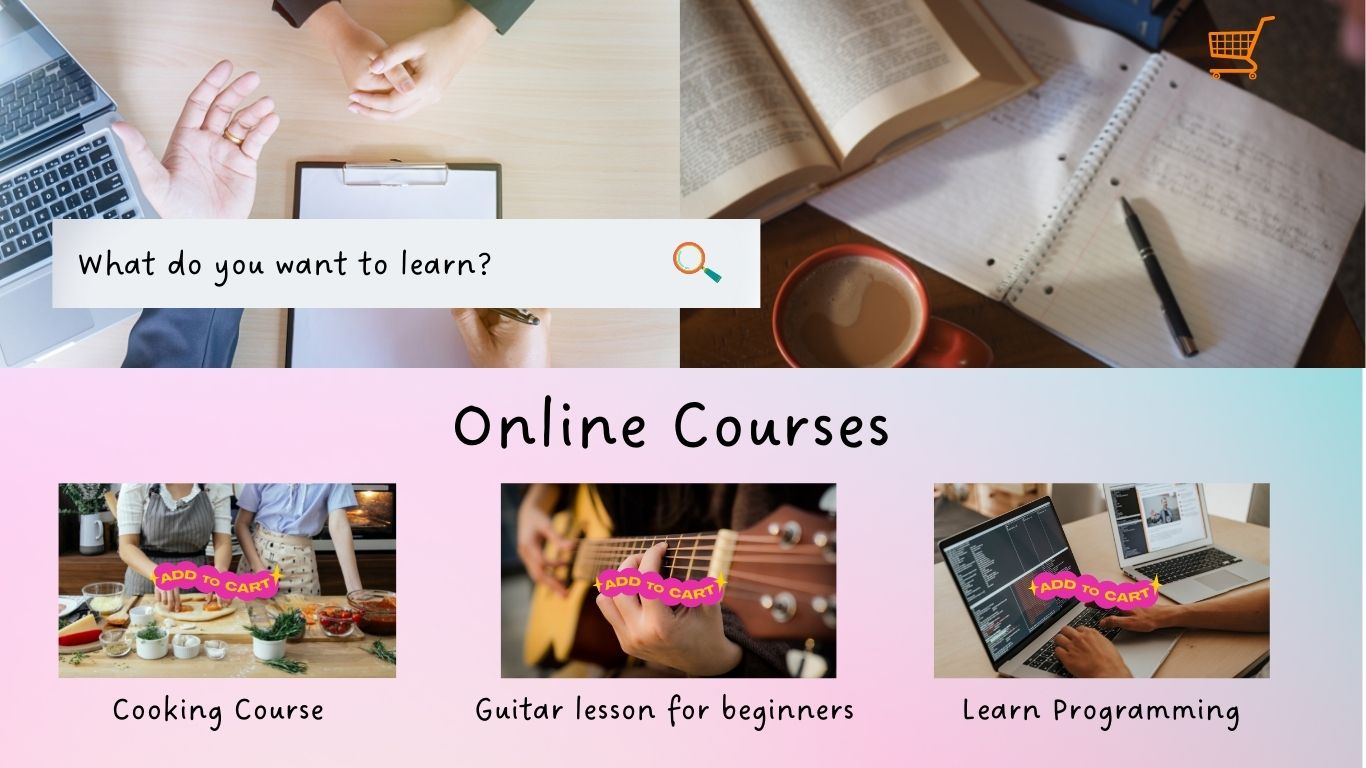 What do you want to learn?
Online Courses
ADD TO CART
ADD TO CART
ADD TO CART
Cooking Course
Guitar lesson for beginners
Learn Programming